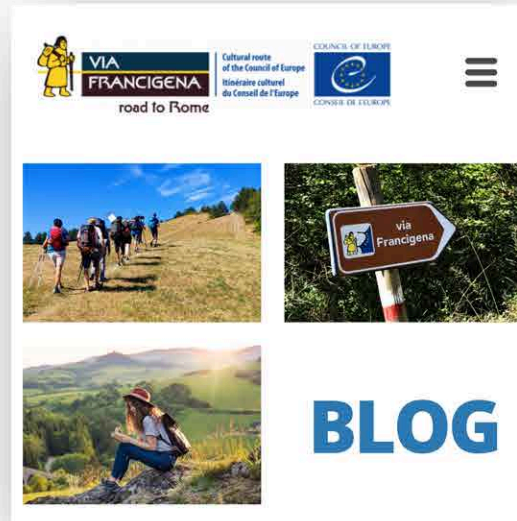 VIA
FRANCIGENA
road to Rome
Cultural route
of the Council of Europe
Itinéraire culturel
du Conseil de l'Europe
COUNCIL OF EUROPE
CONSEIL DE L'EUROPE
via
Francigena
BLOG